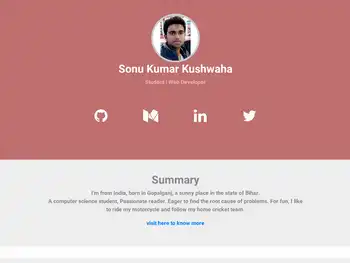 Sonu Kumar Kushwaha
Student | Web Developer
Summary
I'm from India, born in Gopalganj, a sunny place in the state of Bihar.
A computer science student, Passionate reader. Eager to find the root cause of problems. For fun, I like
to ride my motorcycle and follow my home cricket team.
visit here to know more